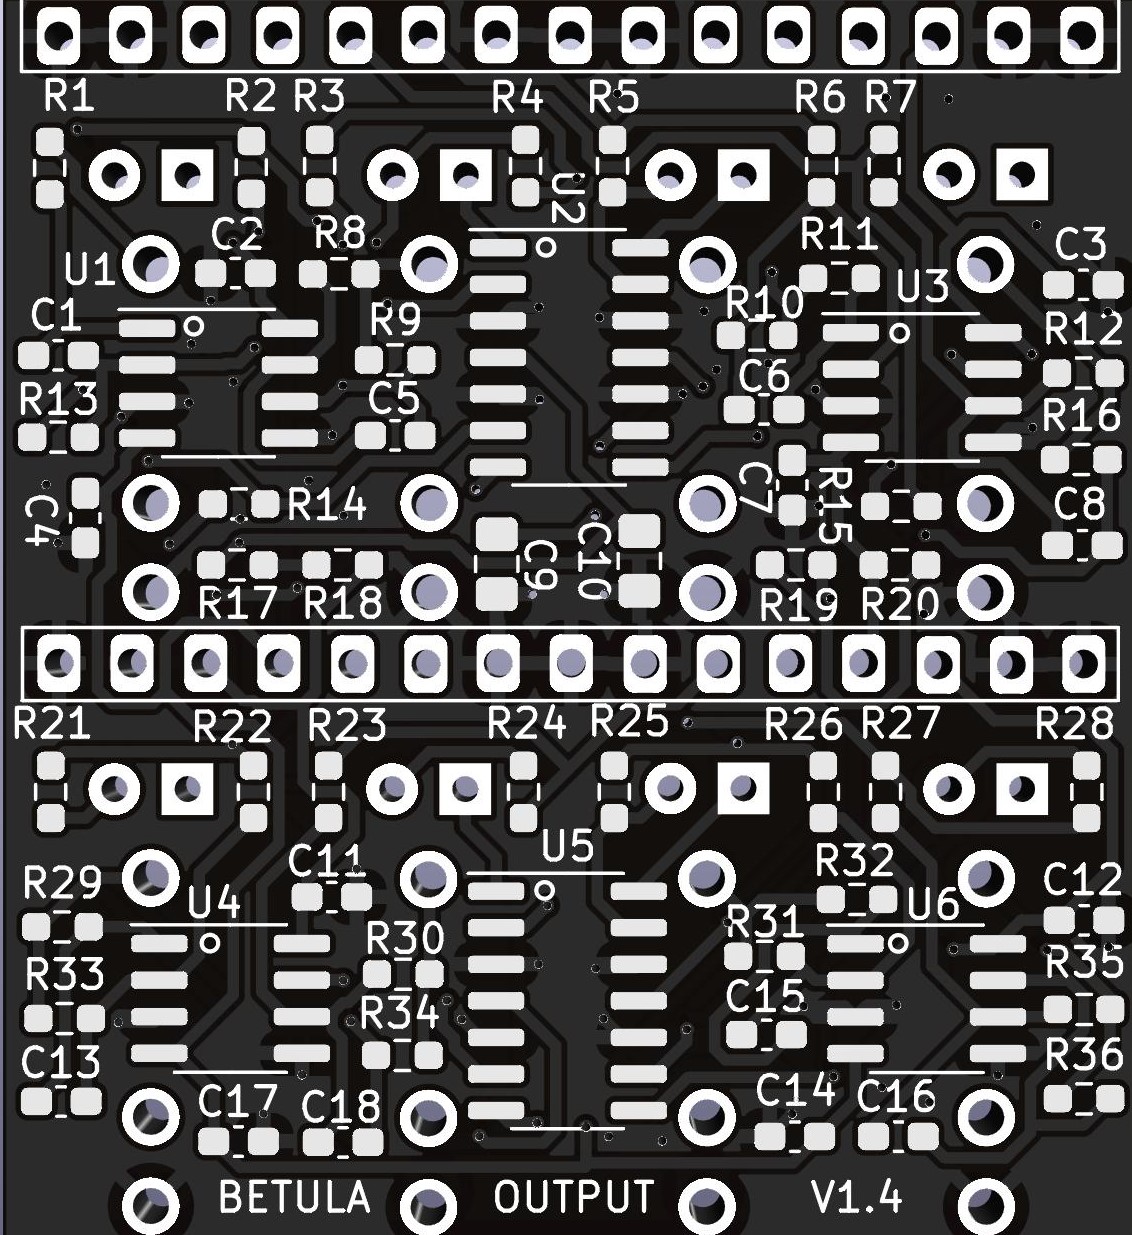 R1 R2 R3 R4 R5 R6 R7
U2
C2 R8 R11 C3
U1 U3
C1 R9 R10 R12
R13 C5 C6 R16
C4 R14 C7 R15 C8
C9 C10
R17 R18 R19 R20
R21 R22 R23 R24 R25 R26 R27 R28
U5
C11 R32
R29 U4 U6 C12
R30 R31
R33 R34 C15 R35
C13 R36
C17 C18 C14 C16
BETULA OUTPUT V1.4